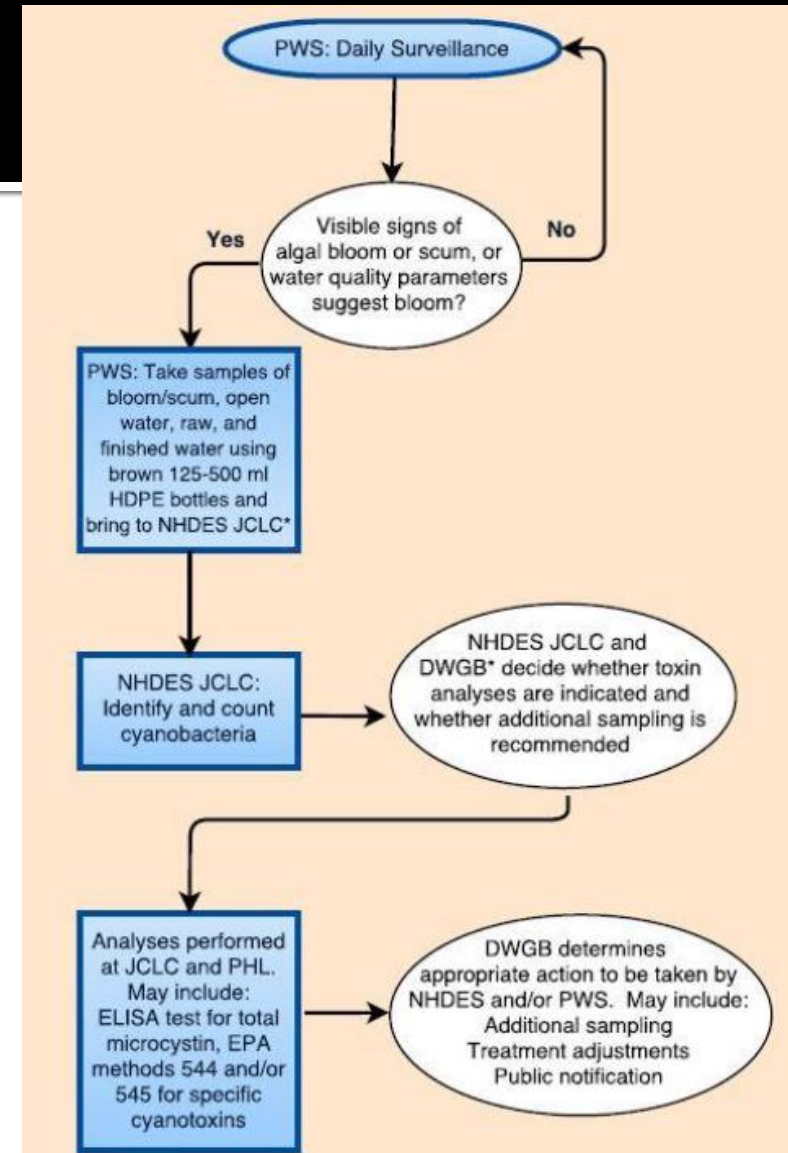 PWS: Daily Surveillance
Visible signs of
algal bloom or scum, or
water quality parameters
suggest bloom?
Yes
No
PWS: Take samples of
bloom/scum, open
water, raw, and
finished water using
brown 125-500 ml
HDPE bottles and
bring to NHDES JCLC*
NHDES JCLC:
Identify and count
cyanobacteria
NHDES JCLC and
DWGB* decide whether toxin
analyses are indicated and
whether additional sampling is
recommended
Analyses performed
at JCLC and PHL.
May include:
ELISA test for total
microcystin, EPA
methods 544 and/or
545 for specific
cyanotoxins
DWGB determines
appropriate action to be taken by
NHDES and/or PWS. May include:
Additional sampling
Treatment adjustments
Public notification